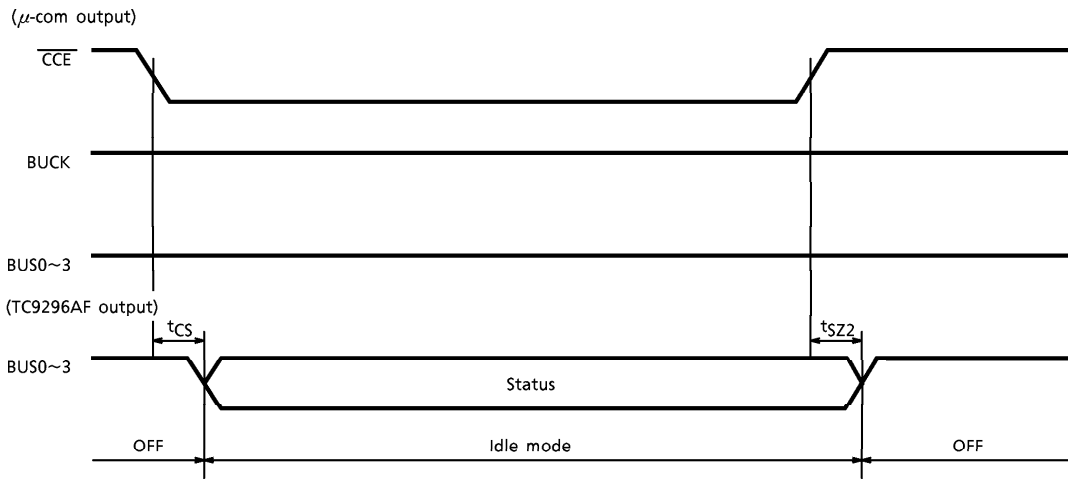 (μ-com output)
CCE
BUCK
BUS0~3
(TC9296AF output)
tCS
tSZ2
BUS0~3
Status
OFF
Idle mode
OFF